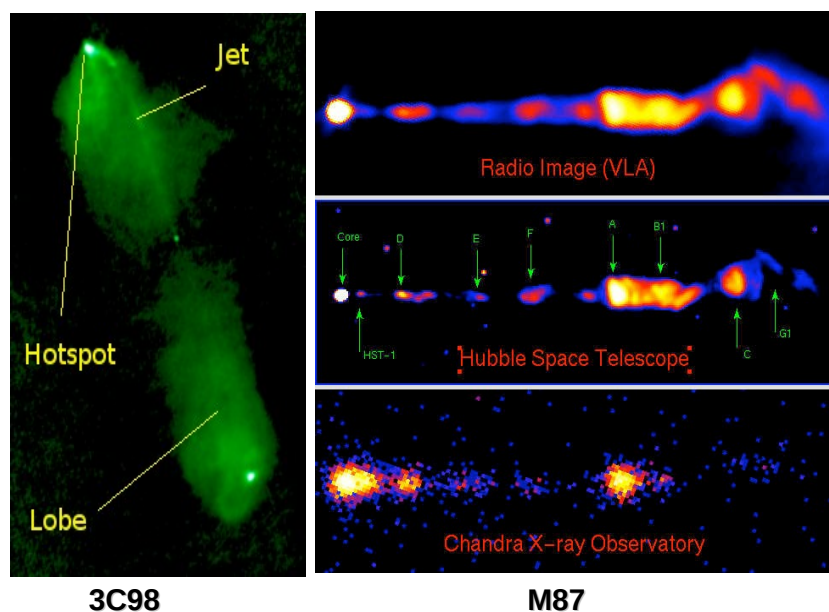 Jet
Hotspot
Lobe
3C98
Radio Image (VLA)
Core
D
E
F
A
B1
HST-1
C
G1
Hubble Space Telescope
Chandra X-ray Observatory
M87